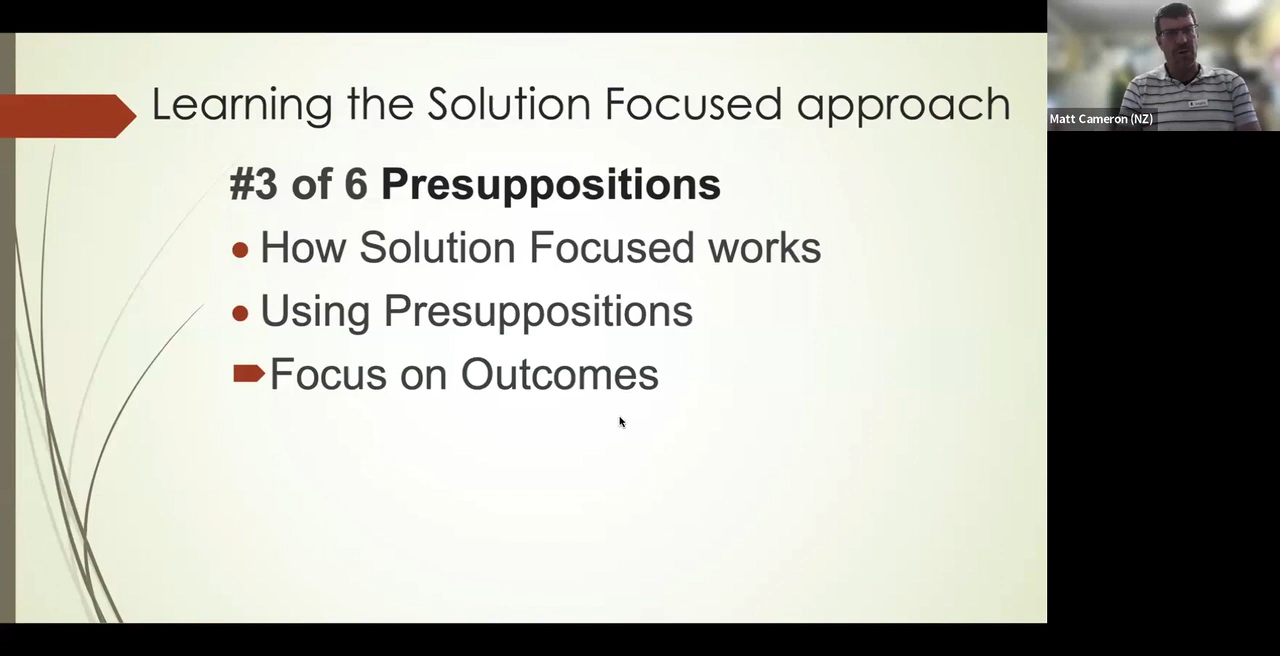 Learning the Solution Focused approach
#3 of 6 Presuppositions
How Solution Focused works
Using Presuppositions
Focus on Outcomes
Matt Cameron (NZ)